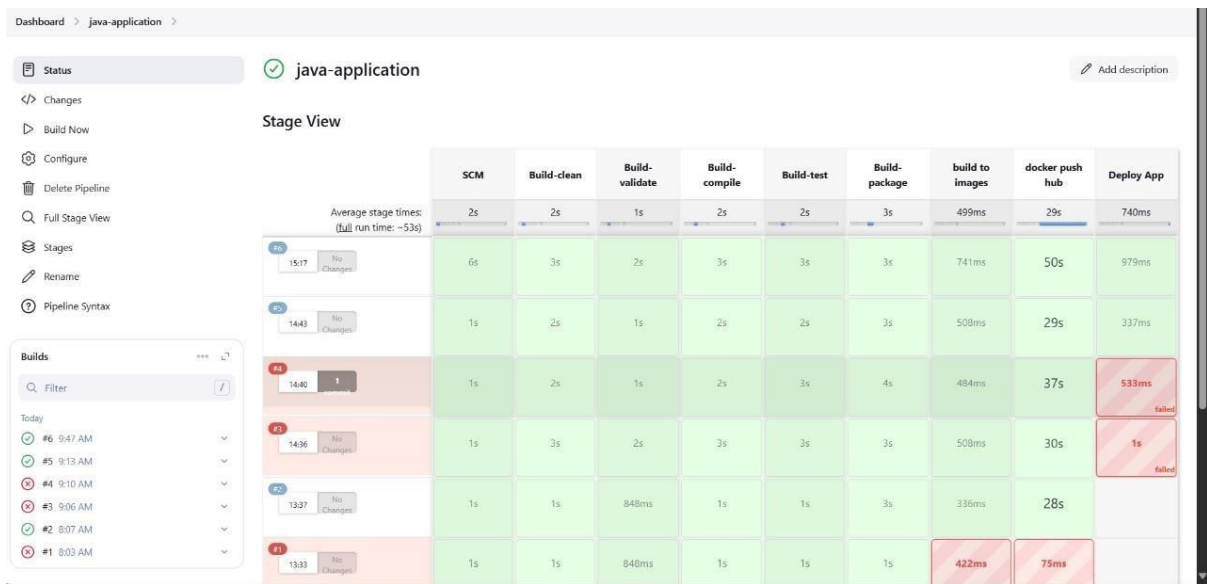 Dashboard > java-application >
Status
Changes
Build Now
Configure
Delete Pipeline
Full Stage View
Stages
Rename
Pipeline Syntax
Builds
Filter /
Today
#6 9:47 AM
#5 9:13 AM
#4 9:10 AM
#3 9:06 AM
#2 8:07 AM
#1 8:03 AM
java-application
Add description
Stage View
SCM Build-clean Build-validate Build-compile Build-test Build-package build to images docker push hub Deploy App
Average stage times: 2s 2s 1s 2s 2s 3s 499ms 29s 740ms
(full run time: ~53s)
#6
15:17 No Changes 6s 3s 2s 3s 3s 3s 741ms 50s 979ms
#5
14:43 No Changes 1s 2s 1s 2s 2s 3s 508ms 29s 337ms
#4
14:40 1 commit 1s 2s 1s 2s 3s 4s 484ms 37s 533ms
failed
#3
14:36 No Changes 1s 3s 2s 3s 3s 3s 508ms 30s 1s
failed
#2
13:37 No Changes 1s 1s 848ms 1s 1s 3s 336ms 28s
#1
13:33 No Changes 1s 1s 848ms 1s 1s 1s 422ms 75ms